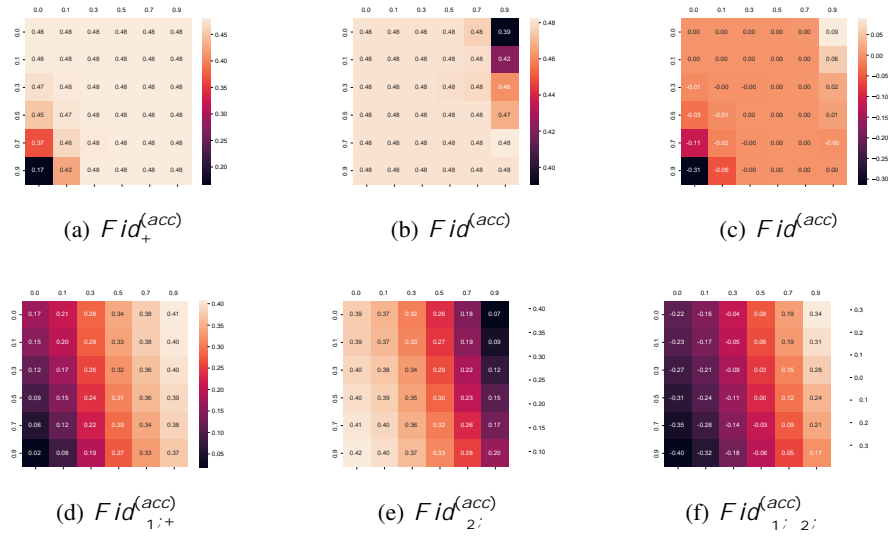 0.0 0.1 0.3 0.5 0.7 0.9
0.0 0.48 0.48 0.48 0.48 0.48 0.48
0.1 0.48 0.48 0.48 0.48 0.48 0.48
0.3 0.47 0.48 0.48 0.48 0.48 0.48
0.5 0.45 0.47 0.48 0.48 0.48 0.48
0.7 0.37 0.46 0.48 0.48 0.48 0.48
0.9 0.17 0.42 0.48 0.48 0.48 0.48
0.45
0.40
0.35
0.30
0.25
0.20
(a) Fid+(acc)
0.0 0.1 0.3 0.5 0.7 0.9
0.0 0.48 0.48 0.48 0.48 0.48 0.39
0.1 0.48 0.48 0.48 0.48 0.48 0.42
0.3 0.48 0.48 0.48 0.48 0.48 0.46
0.5 0.48 0.48 0.48 0.48 0.48 0.47
0.7 0.48 0.48 0.48 0.48 0.48 0.48
0.9 0.48 0.48 0.48 0.48 0.48 0.48
0.48
0.46
0.44
0.42
0.40
(b) Fid(acc)
0.0 0.1 0.3 0.5 0.7 0.9
0.0 0.00 0.00 0.00 0.00 0.00 0.09
0.1 0.00 0.00 0.00 0.00 0.00 0.06
0.3 -0.01 -0.00 -0.00 0.00 0.00 0.02
0.5 -0.03 -0.01 0.00 0.00 0.00 0.01
0.7 -0.11 -0.02 -0.00 0.00 0.00 -0.00
0.9 -0.31 -0.06 -0.00 -0.00 0.00 0.00
0.05
0.00
-0.05
-0.10
-0.15
-0.20
-0.25
-0.30
(c) Fid(acc)
0.0 0.1 0.3 0.5 0.7 0.9
0.0 0.17 0.21 0.28 0.34 0.38 0.41
0.1 0.15 0.20 0.28 0.33 0.38 0.40
0.3 0.12 0.17 0.26 0.32 0.36 0.40
0.5 0.09 0.15 0.24 0.31 0.36 0.39
0.7 0.06 0.12 0.22 0.29 0.34 0.38
0.9 0.02 0.08 0.19 0.27 0.33 0.37
0.40
0.35
0.30
0.25
0.20
0.15
0.10
0.05
(d) Fid1;+(acc)
0.0 0.1 0.3 0.5 0.7 0.9
0.0 0.39 0.37 0.32 0.26 0.18 0.07
0.1 0.39 0.37 0.33 0.27 0.19 0.09
0.3 0.40 0.38 0.34 0.29 0.22 0.12
0.5 0.40 0.39 0.35 0.30 0.23 0.15
0.7 0.41 0.40 0.36 0.32 0.26 0.17
0.9 0.42 0.40 0.37 0.33 0.28 0.20
0.40
0.35
0.30
0.25
0.20
0.15
0.10
(e) Fid2;(acc)
0.0 0.1 0.3 0.5 0.7 0.9
0.0 -0.22 -0.16 -0.04 0.08 0.19 0.34
0.1 -0.23 -0.17 -0.05 0.06 0.19 0.31
0.3 -0.27 -0.21 -0.09 0.03 0.15 0.28
0.5 -0.31 -0.24 -0.11 0.00 0.12 0.24
0.7 -0.35 -0.28 -0.14 -0.03 0.09 0.21
0.9 -0.40 -0.32 -0.18 -0.06 0.05 0.17
0.3
0.2
0.1
0.0
0.1
0.2
0.3
(f) Fid1; 2;(acc)